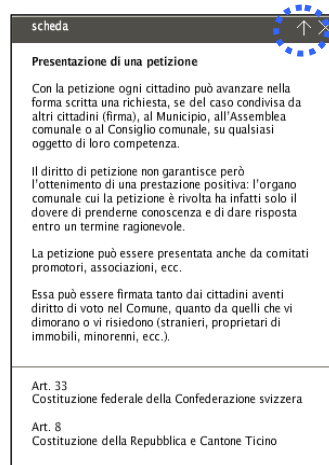 scheda
Presentazione di una petizione
Con la petizione ogni cittadino può avanzare nella
forma scritta una richiesta, se del caso condivisa da
altri cittadini (firma), al Municipio, all'Assemblea
comunale o al Consiglio comunale, su qualsiasi
oggetto di loro competenza.
Il diritto di petizione non garantisce però
l'ottenimento di una prestazione positiva: l'organo
comunale cui la petizione è rivolta ha infatti solo il
dovere di prenderne conoscenza e di dare risposta
entro un termine ragionevole.
La petizione può essere presentata anche da comitati
promotori, associazioni, ecc.
Essa può essere firmata tanto dai cittadini aventi
diritto di voto nel Comune, quanto da quelli che vi
dimorano o vi risiedono (stranieri, proprietari di
immobili, minorenni, ecc.).
Art. 33
Costituzione federale della Confederazione svizzera
Art. 8
Costituzione della Repubblica e Cantone Ticino